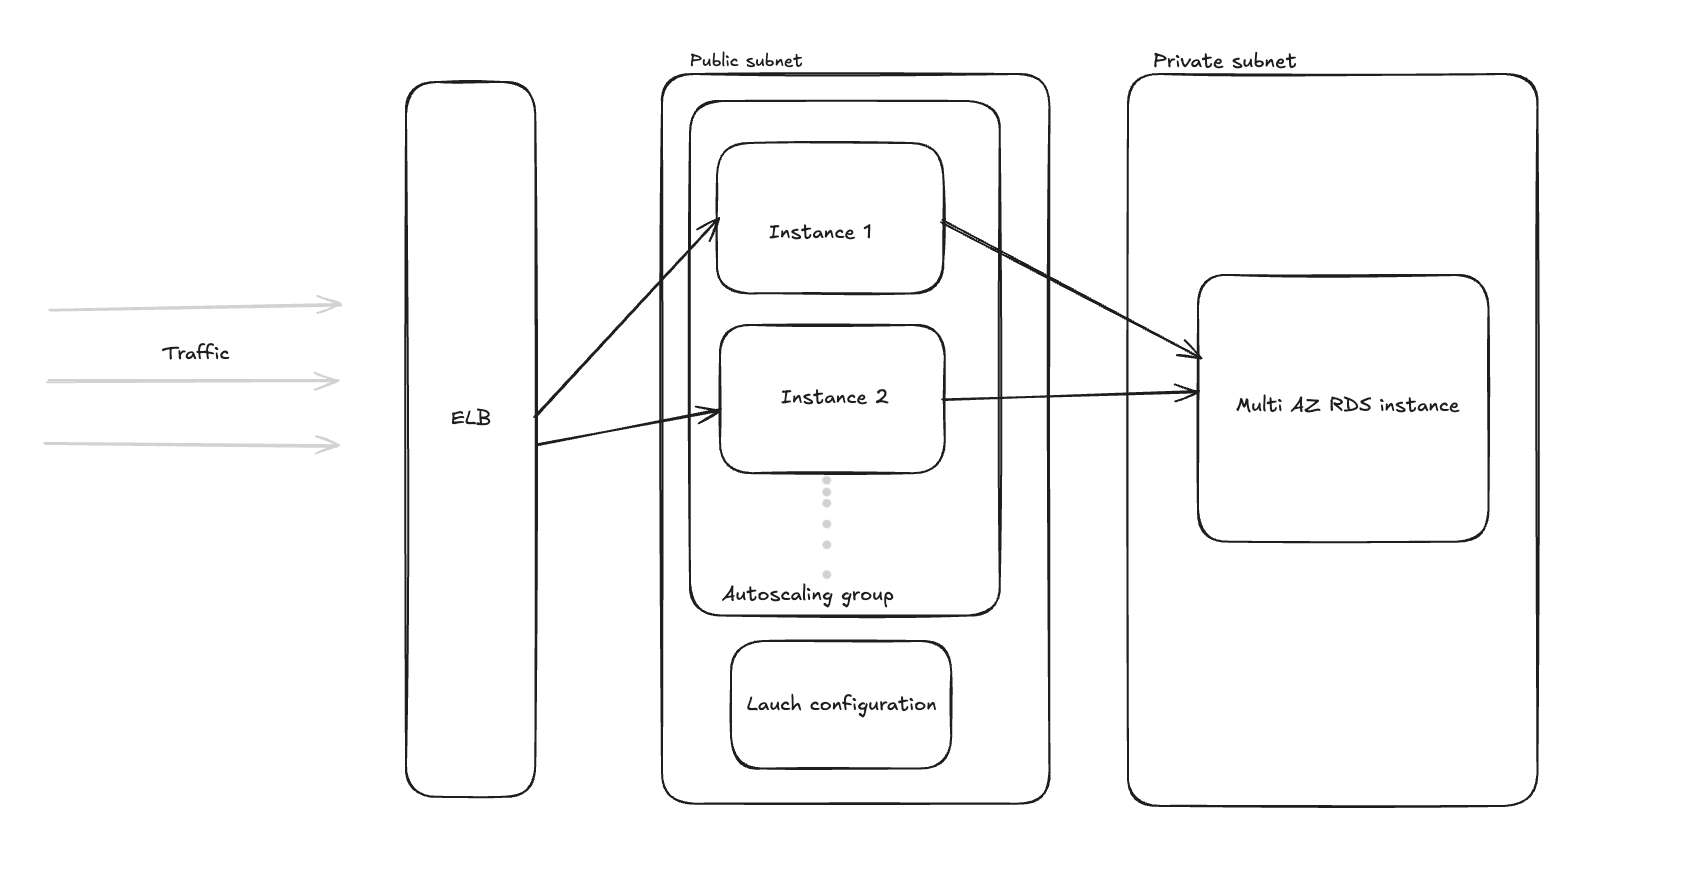 Public subnet
Private subnet
Instance 1
Traffic
Instance 2
ELB
Multi AZ RDS instance
Autoscaling group
Lauch configuration